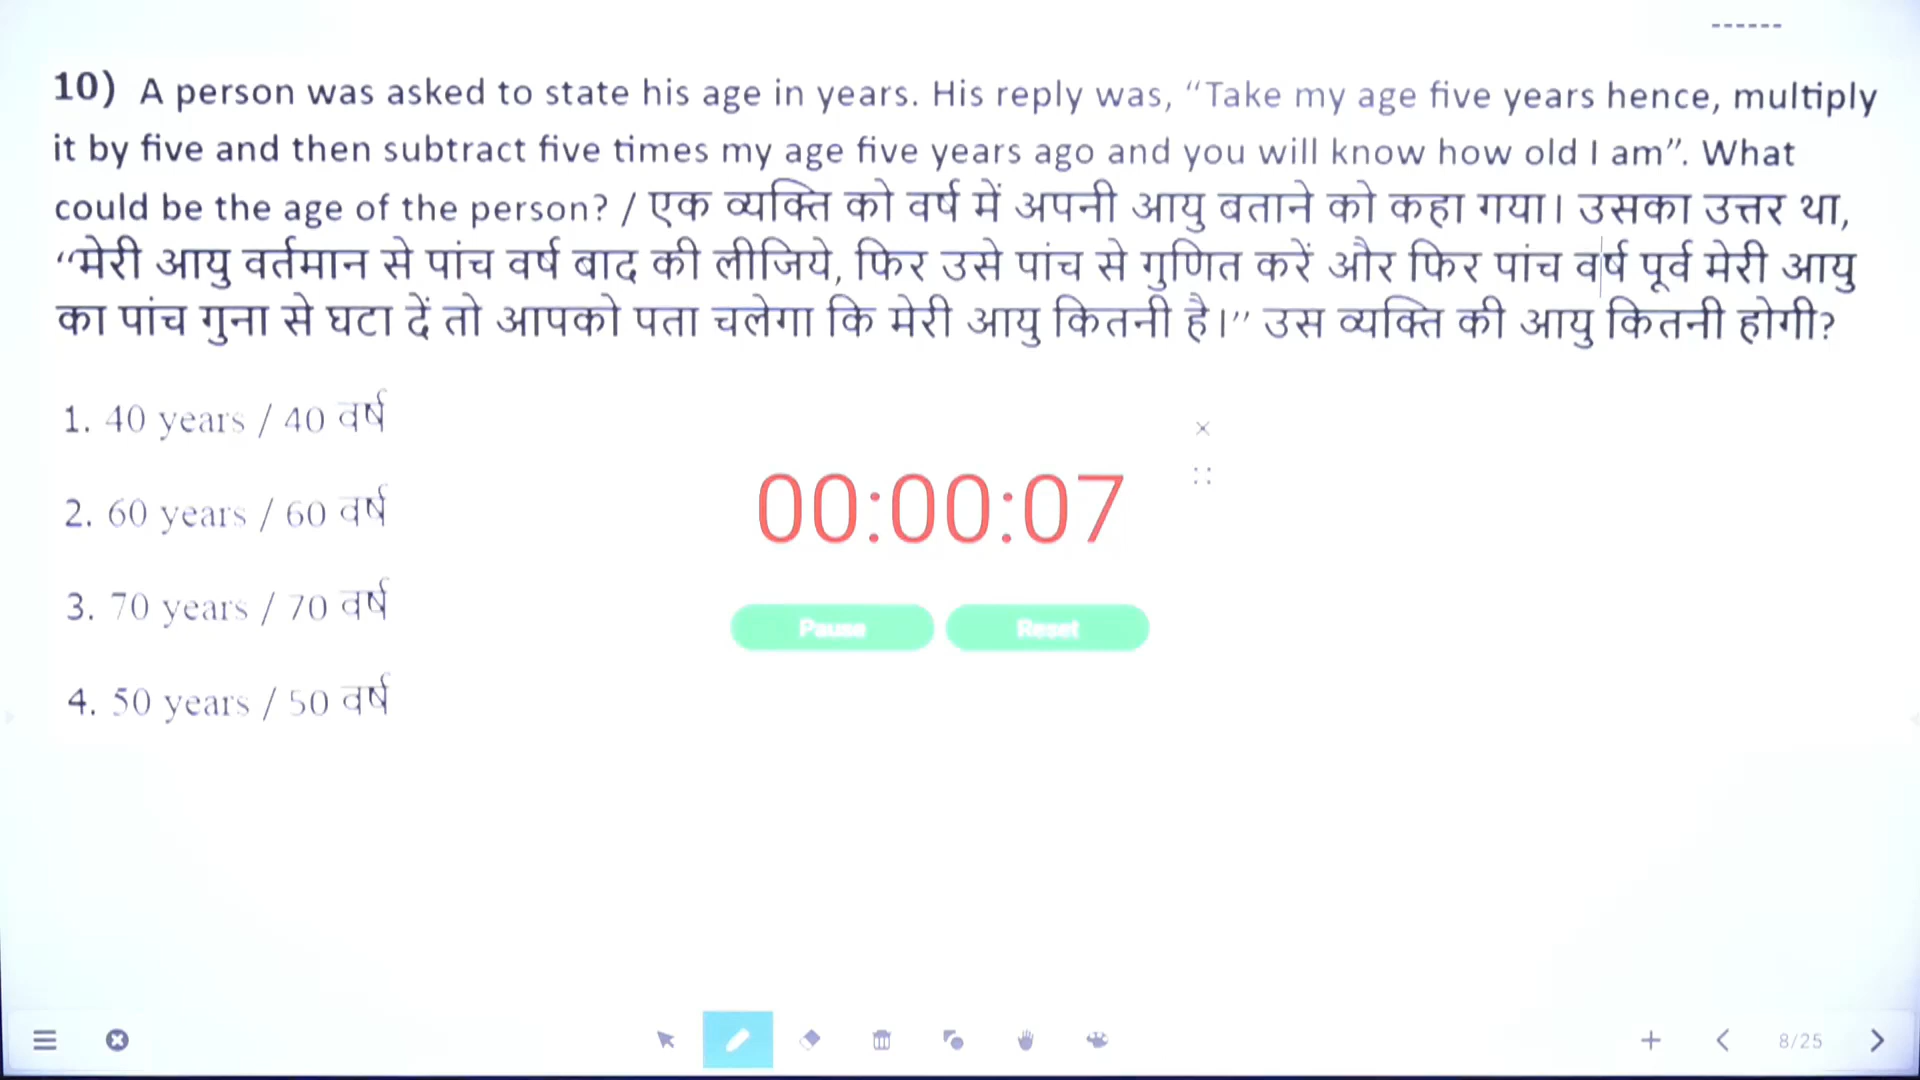 ------
10) A person was asked to state his age in years. His reply was, “Take my age five years hence, multiply
it by five and then subtract five times my age five years ago and you will know how old I am”. What
could be the age of the person? / एक व्यक्ति को वर्ष में अपनी आयु बताने को कहा गया। उसका उत्तर था,
“मेरी आयु वर्तमान से पांच वर्ष बाद की लीजिये, फिर उसे पांच से गुणित करें और फिर पांच वर्ष पूर्व मेरी आयु
का पांच गुना से घटा दें तो आपको पता चलेगा कि मेरी आयु कितनी है।” उस व्यक्ति की आयु कितनी होगी?
1. 40 years / 40 वर्ष
2. 60 years / 60 वर्ष
3. 70 years / 70 वर्ष
4. 50 years / 50 वर्ष
00:00:07
Pause Reset
8/25